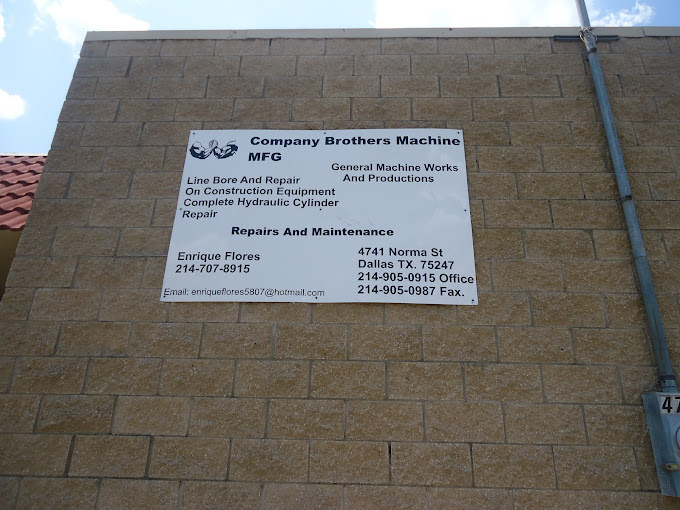 Company Brothers Machine
MFG
General Machine Works
And Productions
Line Bore And Repair
On Construction Equipment
Complete Hydraulic Cylinder
Repair
Repairs And Maintenance
Enrique Flores
214-707-8915
4741 Norma St
Dallas TX. 75247
214-905-0915 Office
214-905-0987 Fax.
Email: enriqueflores5807@hotmail.com
47